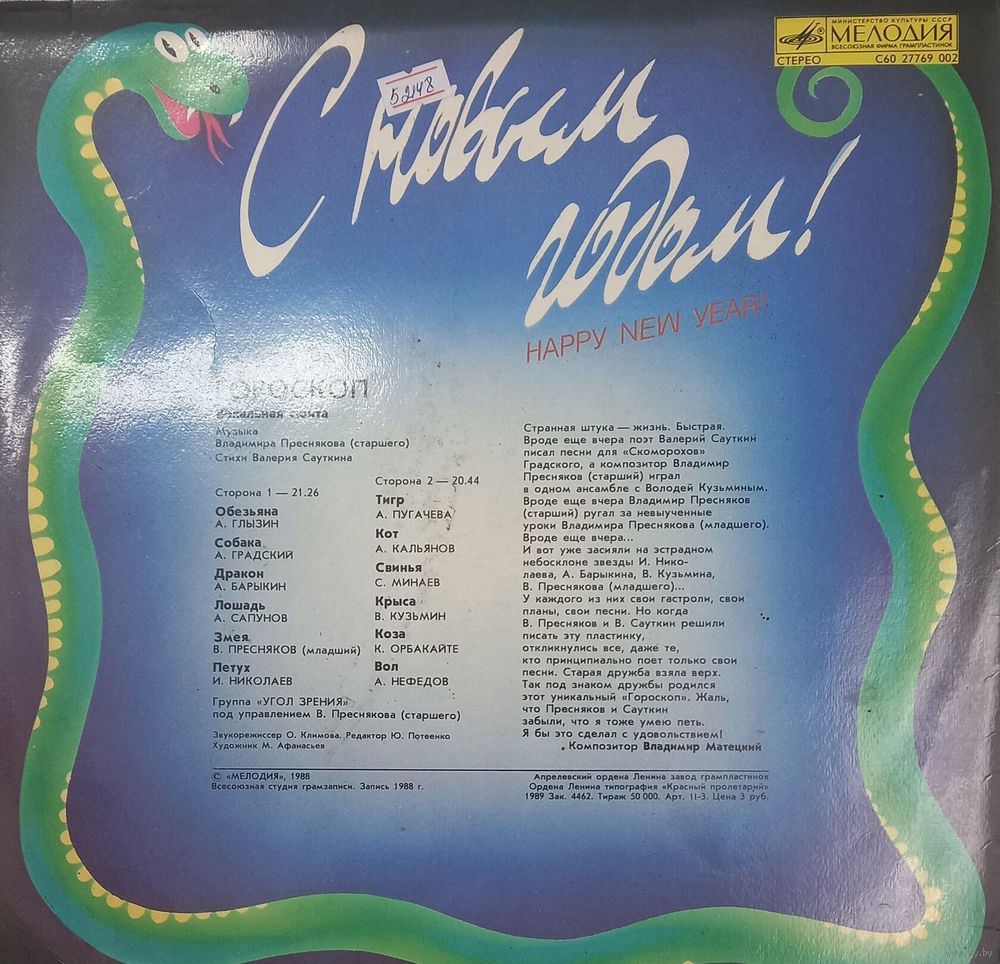 МИНИСТЕРСТВО КУЛЬТУРЫ СССР
МЕЛОДИЯ
ВСЕСОЮЗНАЯ ФИРМА ГРАМПЛАСТИНОК
СТЕРЕО С60 27769 002
С Новым
52148
годом!
HAPPY NEW YEAR!
ГОРОСКОП
Вокальная сюита
Музыка
Владимира Преснякова (старшего)
Стихи Валерия Сауткина
Сторона 1 — 21.26
Обезьяна
А. ГЛЫЗИН
Собака
А. ГРАДСКИЙ
Дракон
А. БАРЫКИН
Лошадь
А. САПУНОВ
Змея
В. ПРЕСНЯКОВ (младший)
Петух
И. НИКОЛАЕВ
Сторона 2 — 20.44
Тигр
А. ПУГАЧЕВА
Кот
А. КАЛЬЯНОВ
Свинья
С. МИНАЕВ
Крыса
В. КУЗЬМИН
Коза
К. ОРБАКАЙТЕ
Вол
А. НЕФЕДОВ
Группа «УГОЛ ЗРЕНИЯ»
под управлением В. Преснякова (старшего)
Звукорежиссер О. Климова. Редактор Ю. Потеенко
Художник М. Афанасьев
Странная штука — жизнь. Быстрая.
Вроде еще вчера поэт Валерий Сауткин
писал песни для «Скоморохов»
Градского, а композитор Владимир
Пресняков (старший) играл
в одном ансамбле с Володей Кузьминым.
Вроде еще вчера Владимир Пресняков
(старший) ругал за невыученные
уроки Владимира Преснякова (младшего).
Вроде еще вчера...
И вот уже засияли на эстрадном
небосклоне звезды И. Нико-
лаева, А. Барыкина, В. Кузьмина,
В. Преснякова (младшего)...
У каждого из них свои гастроли, свои
планы, свои песни. Но когда
В. Пресняков и В. Сауткин решили
писать эту пластинку,
откликнулись все, даже те,
кто принципиально поет только свои
песни. Старая дружба взяла верх.
Так под знаком дружбы родился
этот уникальный «Гороскоп». Жаль,
что Пресняков и Сауткин
забыли, что я тоже умею петь.
Я бы это сделал с удовольствием!
Композитор Владимир Матецкий
© «МЕЛОДИЯ», 1988
Всесоюзная студия грамзаписи. Запись 1988 г.
Апрелевский ордена Ленина завод грампластинок
Ордена Ленина типография «Красный пролетарий»
1989 Зак. 4462. Тираж 50 000. Арт. 11-3. Цена 3 руб.